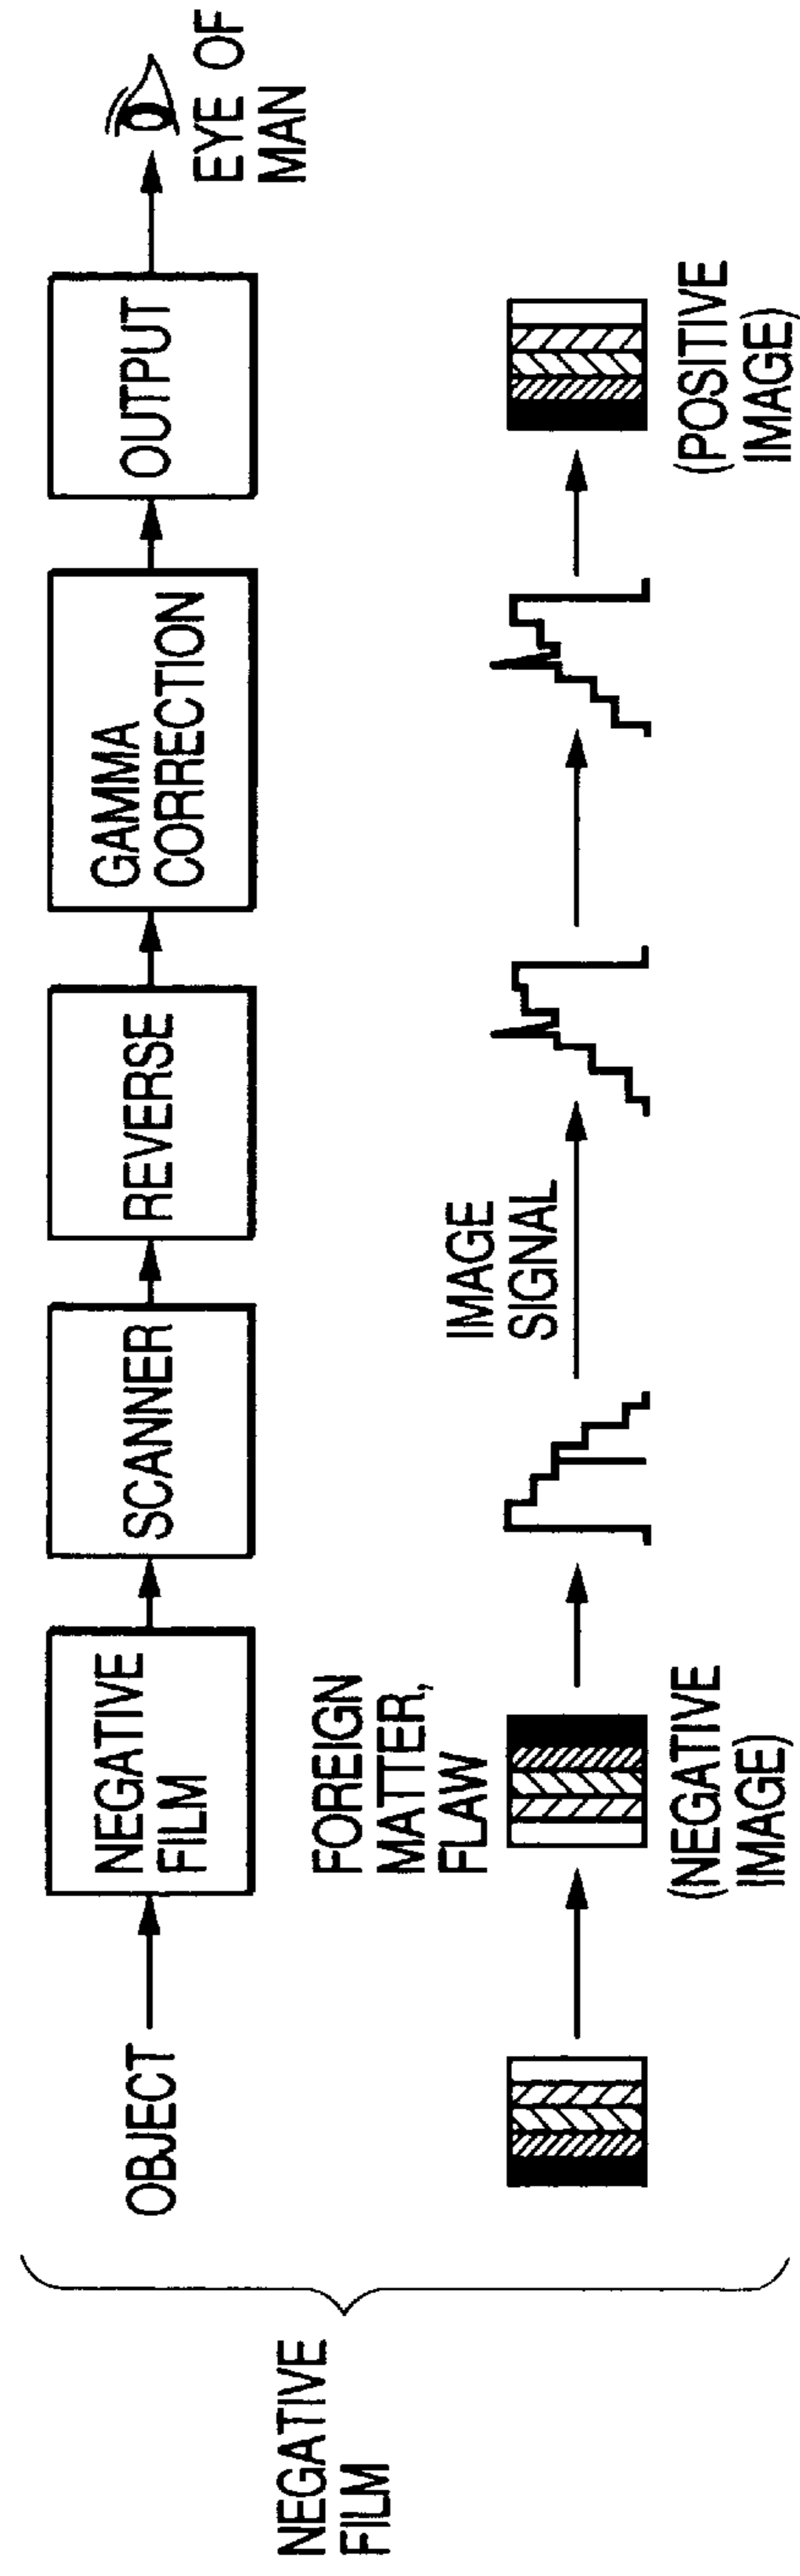 NEGATIVE
FILM
OBJECT
NEGATIVE
FILM
SCANNER
REVERSE
GAMMA
CORRECTION
OUTPUT
EYE OF
MAN
FOREIGN
MATTER,
FLAW
(NEGATIVE
IMAGE)
IMAGE
SIGNAL
(POSITIVE
IMAGE)